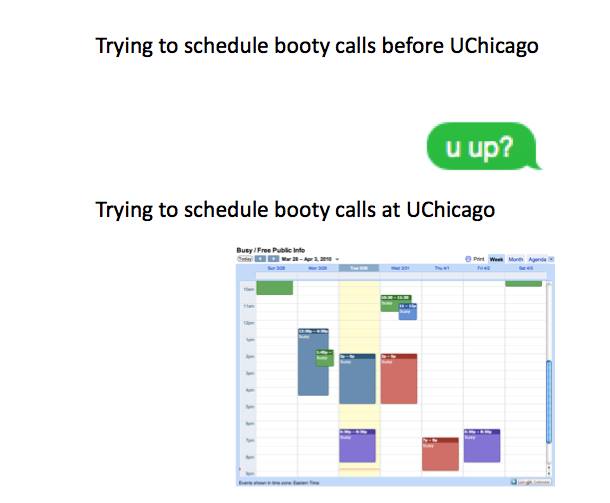 Trying to schedule booty calls before UChicago
u up?
Trying to schedule booty calls at UChicago
Busy / Free Public Info
Today Mar 28 – Apr 3, 2010 Print Week Month Agenda
Sun 3/28 Mon 3/29 Tue 3/30 Wed 3/31 Thu 4/1 Fri 4/2 Sat 4/3
10am
11am
12pm
1pm
2pm
3pm
4pm
5pm
6pm
7pm
8pm
9pm
Events shown in time zone: Eastern Time
Google Calendar